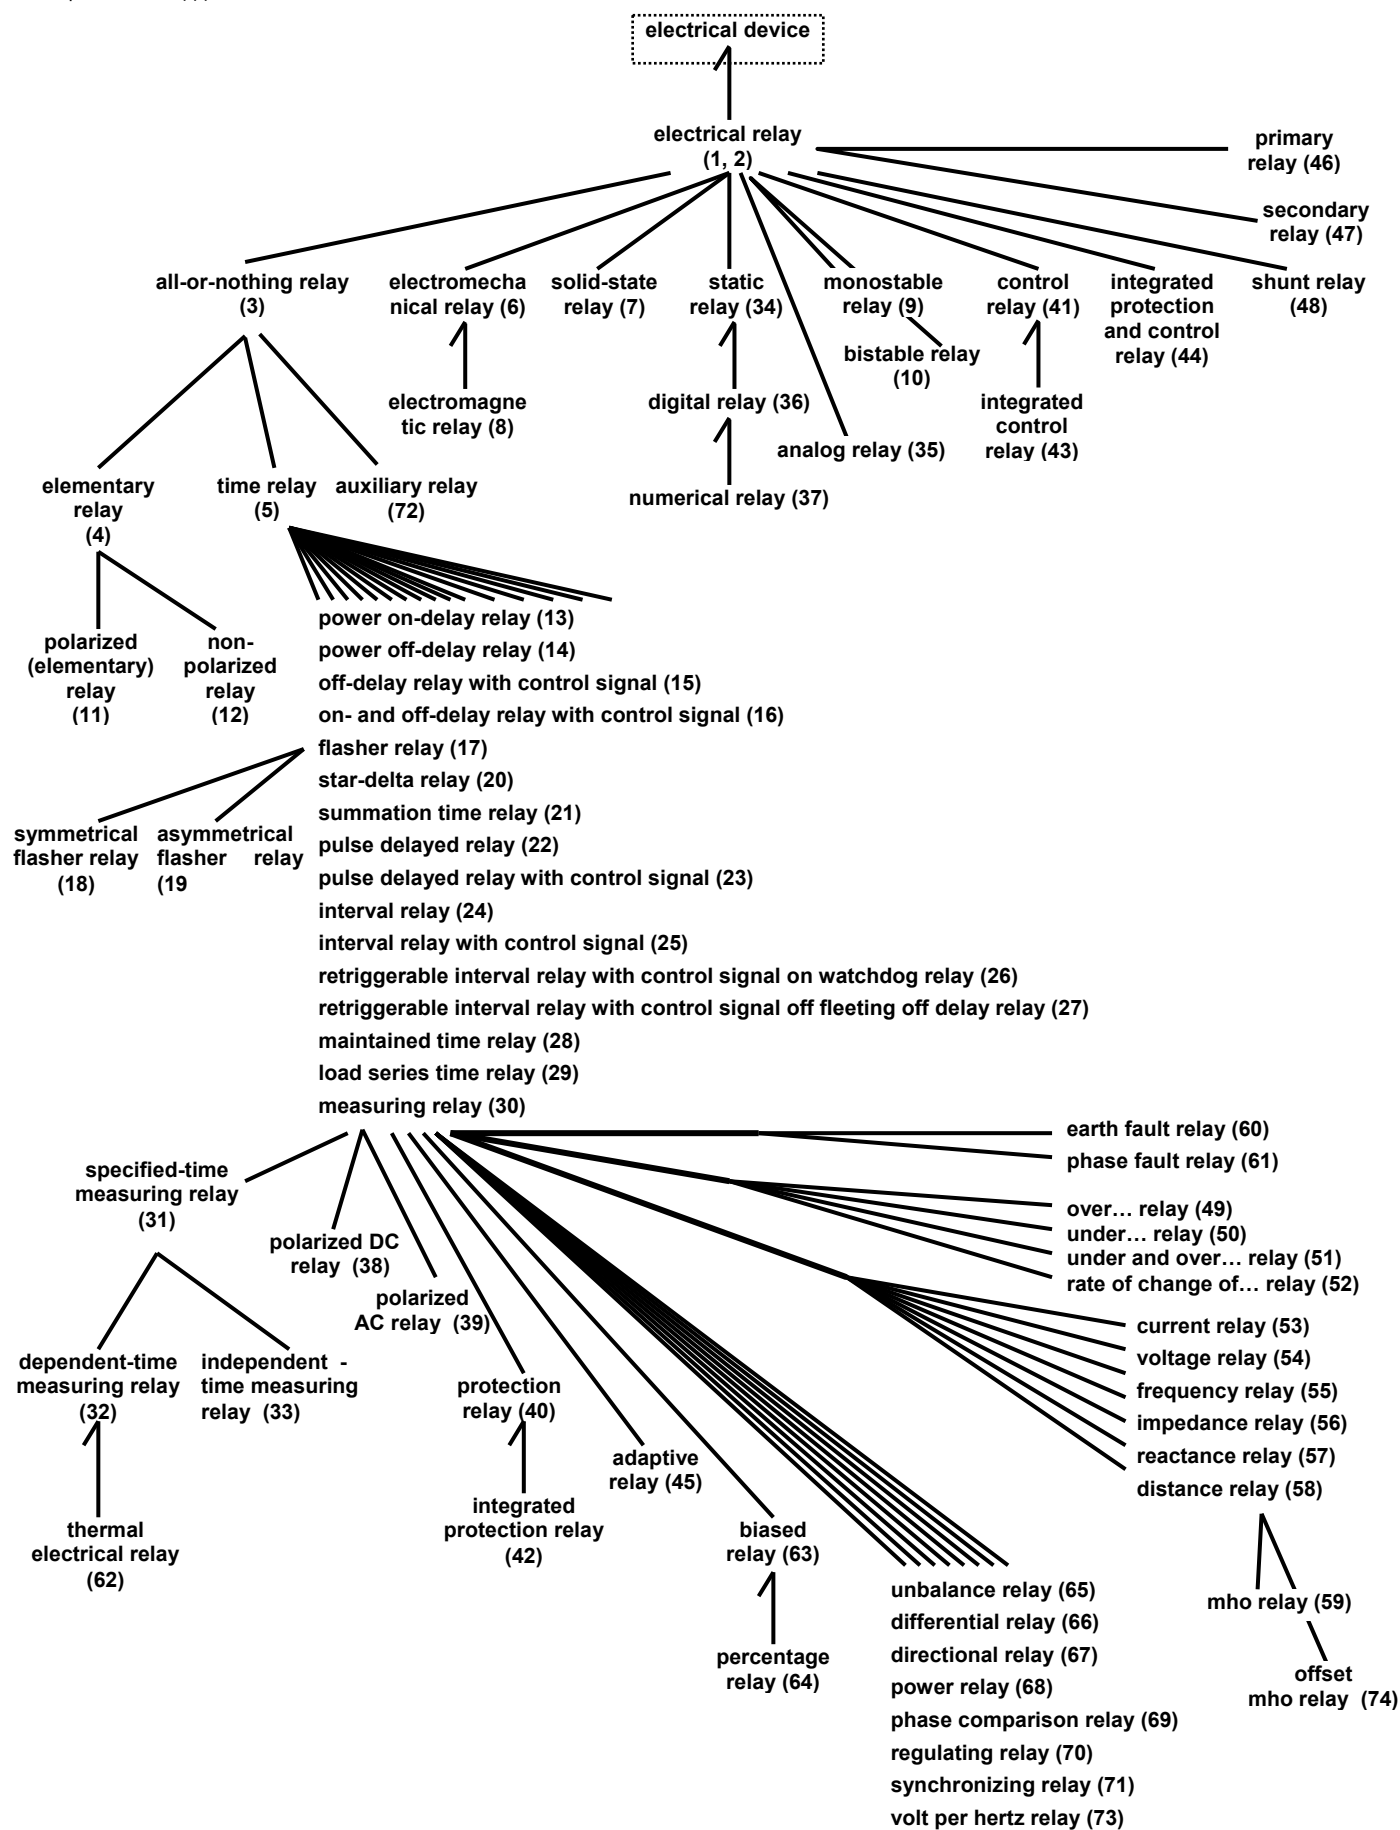 electrical device
electrical relay
(1, 2)
primary
relay (46)
secondary
relay (47)
all-or-nothing relay
(3)
electromecha
nical relay (6)
solid-state
relay (7)
static
relay (34)
monostable
relay (9)
control
relay (41)
integrated
protection
and control
relay (44)
shunt relay
(48)
bistable relay
(10)
electromagne
tic relay (8)
digital relay (36)
integrated
control
relay (43)
analog relay (35)
numerical relay (37)
elementary
relay
(4)
time relay
(5)
auxiliary relay
(72)
polarized
(elementary)
relay
(11)
non-
polarized
relay
(12)
power on-delay relay (13)
power off-delay relay (14)
off-delay relay with control signal (15)
on- and off-delay relay with control signal (16)
flasher relay (17)
star-delta relay (20)
summation time relay (21)
symmetrical
flasher relay
(18)
asymmetrical
flasher relay
(19
pulse delayed relay (22)
pulse delayed relay with control signal (23)
interval relay (24)
interval relay with control signal (25)
retriggerable interval relay with control signal on watchdog relay (26)
retriggerable interval relay with control signal off fleeting off delay relay (27)
maintained time relay (28)
load series time relay (29)
measuring relay (30)
earth fault relay (60)
phase fault relay (61)
specified-time
measuring relay
(31)
over… relay (49)
under… relay (50)
under and over… relay (51)
rate of change of… relay (52)
polarized DC
relay (38)
polarized
AC relay (39)
current relay (53)
voltage relay (54)
frequency relay (55)
impedance relay (56)
reactance relay (57)
distance relay (58)
dependent-time
measuring relay
(32)
independent -
time measuring
relay (33)
protection
relay (40)
adaptive
relay (45)
integrated
protection relay
(42)
thermal
electrical relay
(62)
biased
relay (63)
percentage
relay (64)
unbalance relay (65)
differential relay (66)
directional relay (67)
power relay (68)
phase comparison relay (69)
regulating relay (70)
synchronizing relay (71)
volt per hertz relay (73)
mho relay (59)
offset
mho relay (74)